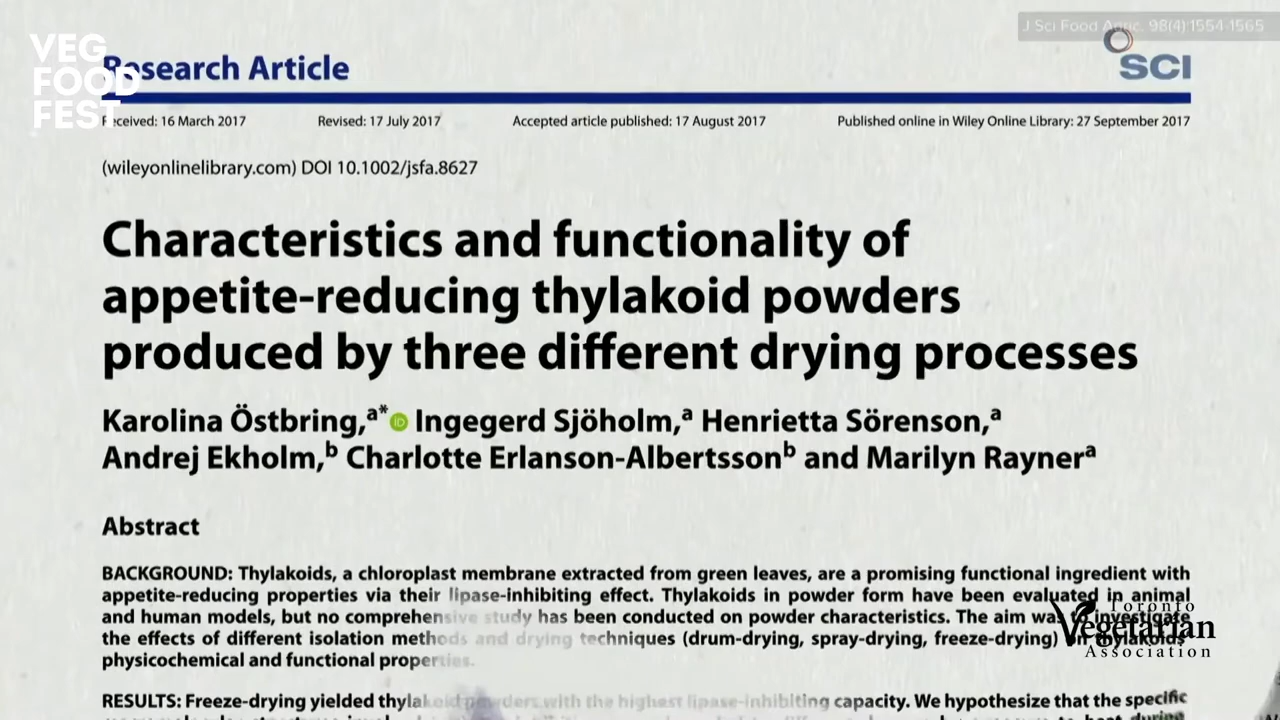 VEG
FOOD
FEST
J Sci Food Agric. 98(4):1554-1565
Research Article
SCI
Received: 16 March 2017 Revised: 17 July 2017 Accepted article published: 17 August 2017 Published online in Wiley Online Library: 27 September 2017
(wileyonlinelibrary.com) DOI 10.1002/jsfa.8627
Characteristics and functionality of
appetite-reducing thylakoid powders
produced by three different drying processes
Karolina Östbring,a* iD Ingegerd Sjöholm,a Henrietta Sörenson,a
Andrej Ekholm,b Charlotte Erlanson-Albertssonb and Marilyn Raynera
Abstract
BACKGROUND: Thylakoids, a chloroplast membrane extracted from green leaves, are a promising functional ingredient with
appetite-reducing properties via their lipase-inhibiting effect. Thylakoids in powder form have been evaluated in animal
and human models, but no comprehensive study has been conducted on powder characteristics. The aim was to investigate
the effects of different isolation methods and drying techniques (drum-drying, spray-drying, freeze-drying) on thylakoids'
physicochemical and functional properties.
RESULTS: Freeze-drying yielded thylakoid powders with the highest lipase-inhibiting capacity. We hypothesize that the specific
Toronto
Vegetarian
Association